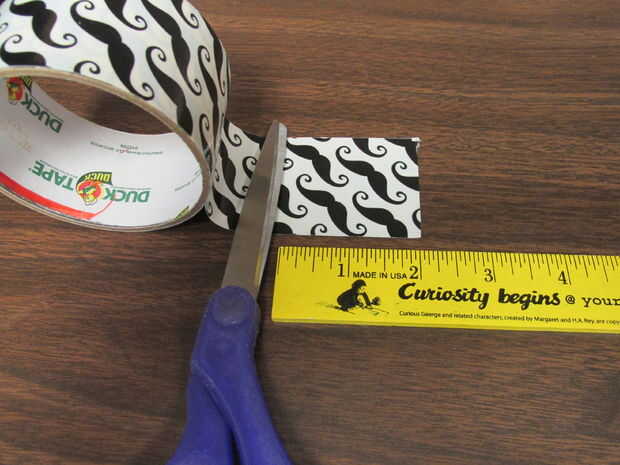 DUCK
DUCK
TAPE
1 2 3 4
MADE IN USA
Curiosity begins @ your
Curious George and related characters, created by Margaret and H.A. Rey, are copy